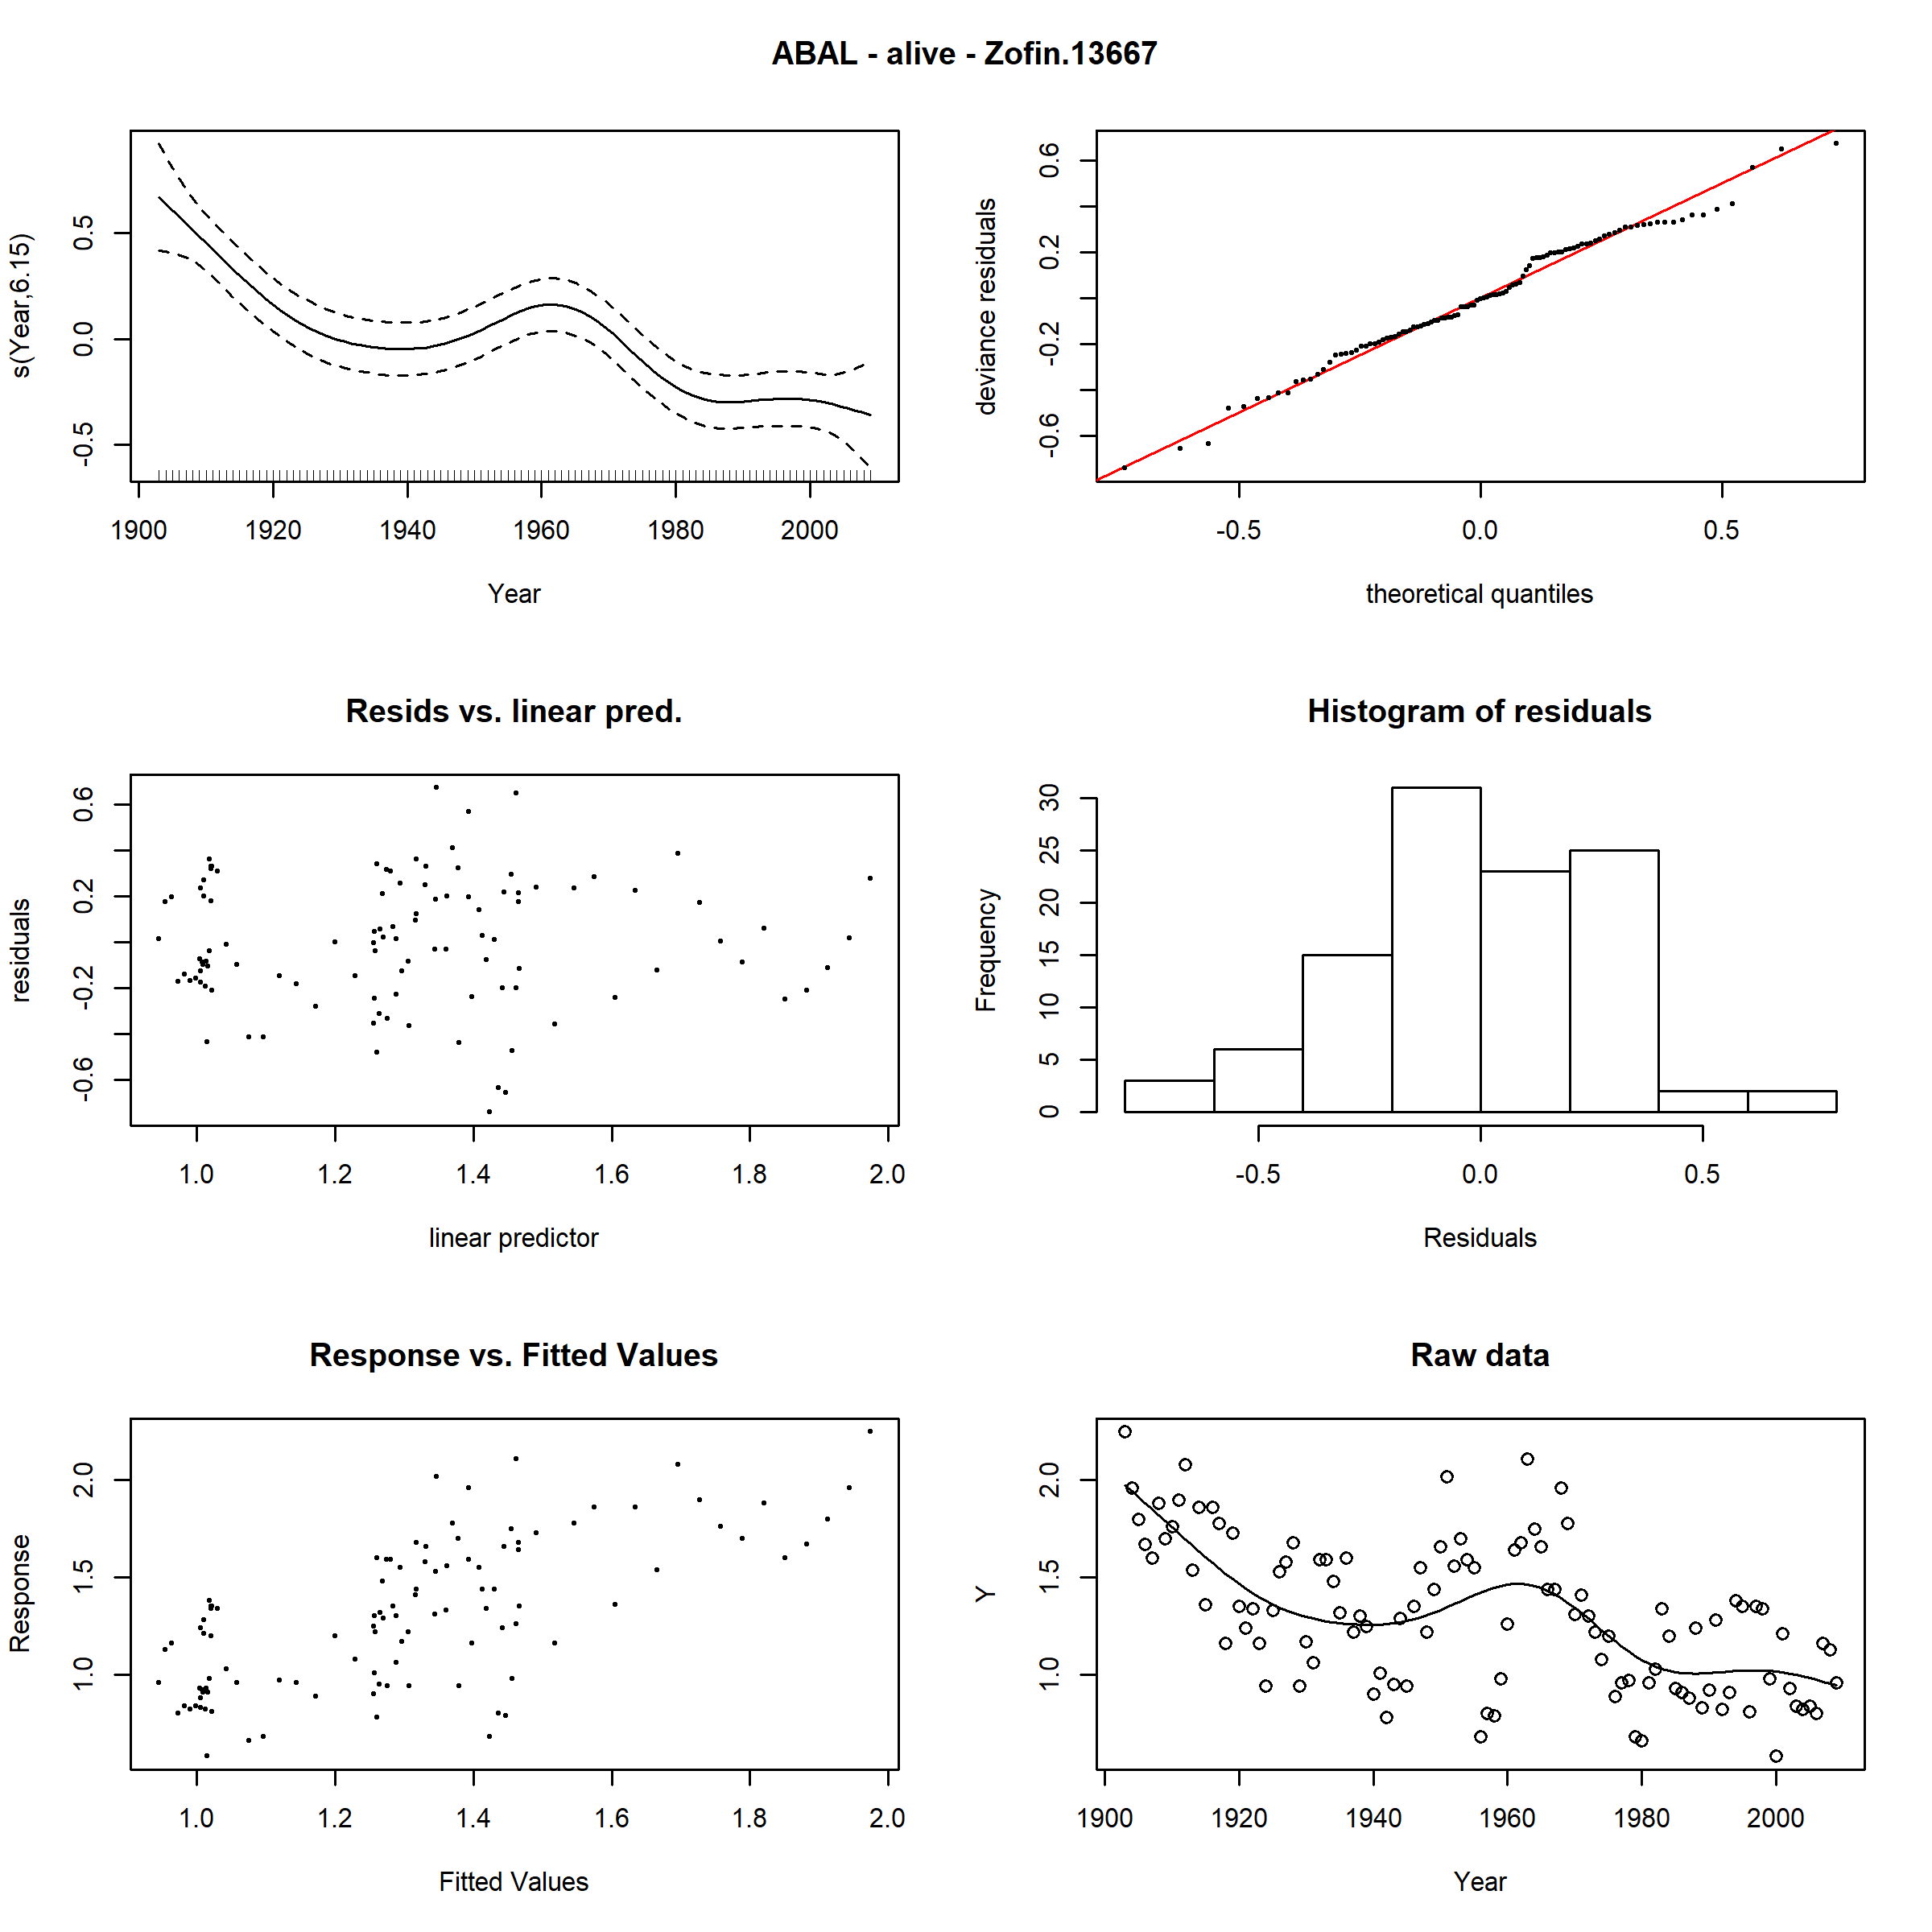 ABAL - alive - Zofin.13667
s(Year,6.15)
-0.5 0.0 0.5
1900 1920 1940 1960 1980 2000
Year
deviance residuals
-0.6 -0.2 0.2 0.6
-0.5 0.0 0.5
theoretical quantiles
Resids vs. linear pred.
residuals
-0.6 -0.2 0.2 0.6
1.0 1.2 1.4 1.6 1.8 2.0
linear predictor
Histogram of residuals
Frequency
0 5 10 15 20 25 30
-0.5 0.0 0.5
Residuals
Response vs. Fitted Values
Response
1.0 1.5 2.0
1.0 1.2 1.4 1.6 1.8 2.0
Fitted Values
Raw data
Y
1.0 1.5 2.0
1900 1920 1940 1960 1980 2000
Year